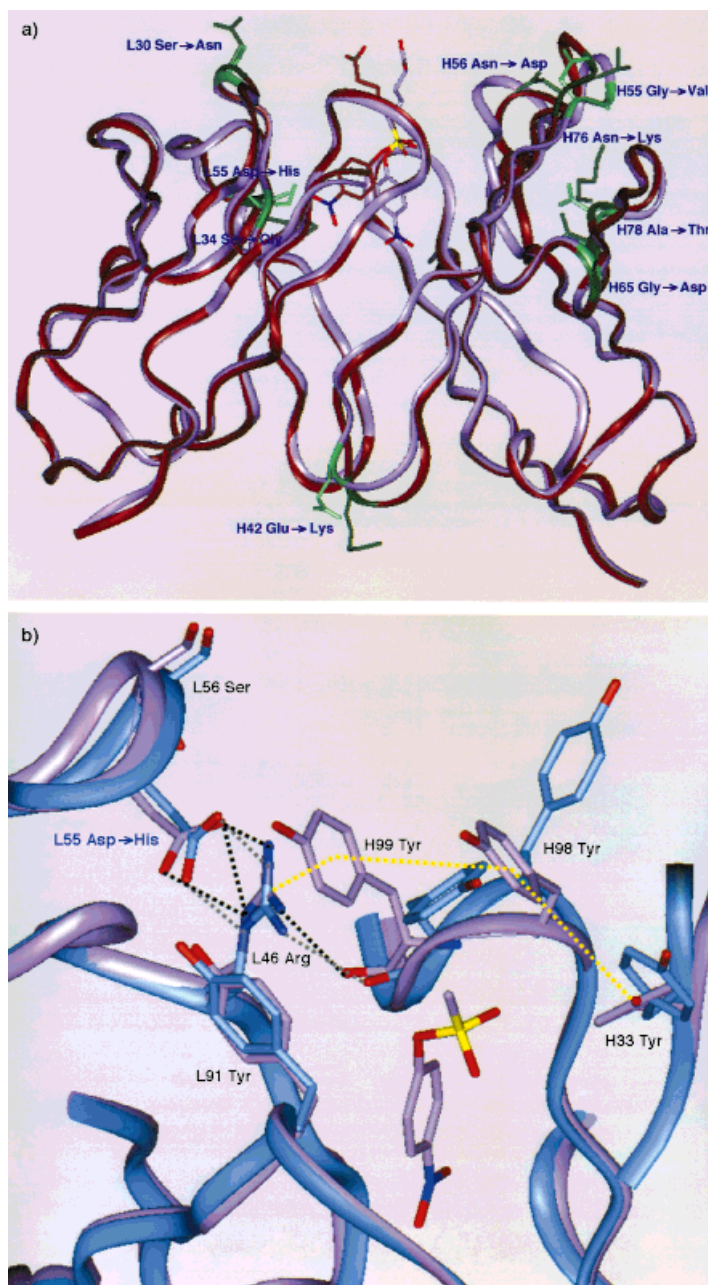 a)
L30 Ser→Asn
H56 Asn→Asp
H55 Gly→Val
H76 Asn→Lys
L55 Asp→His
L34 Ser→Gly
H78 Ala→Thr
H65 Gly→Asp
H42 Glu→Lys
b)
L56 Ser
L55 Asp→His
H99 Tyr
H98 Tyr
L46 Arg
H33 Tyr
L91 Tyr